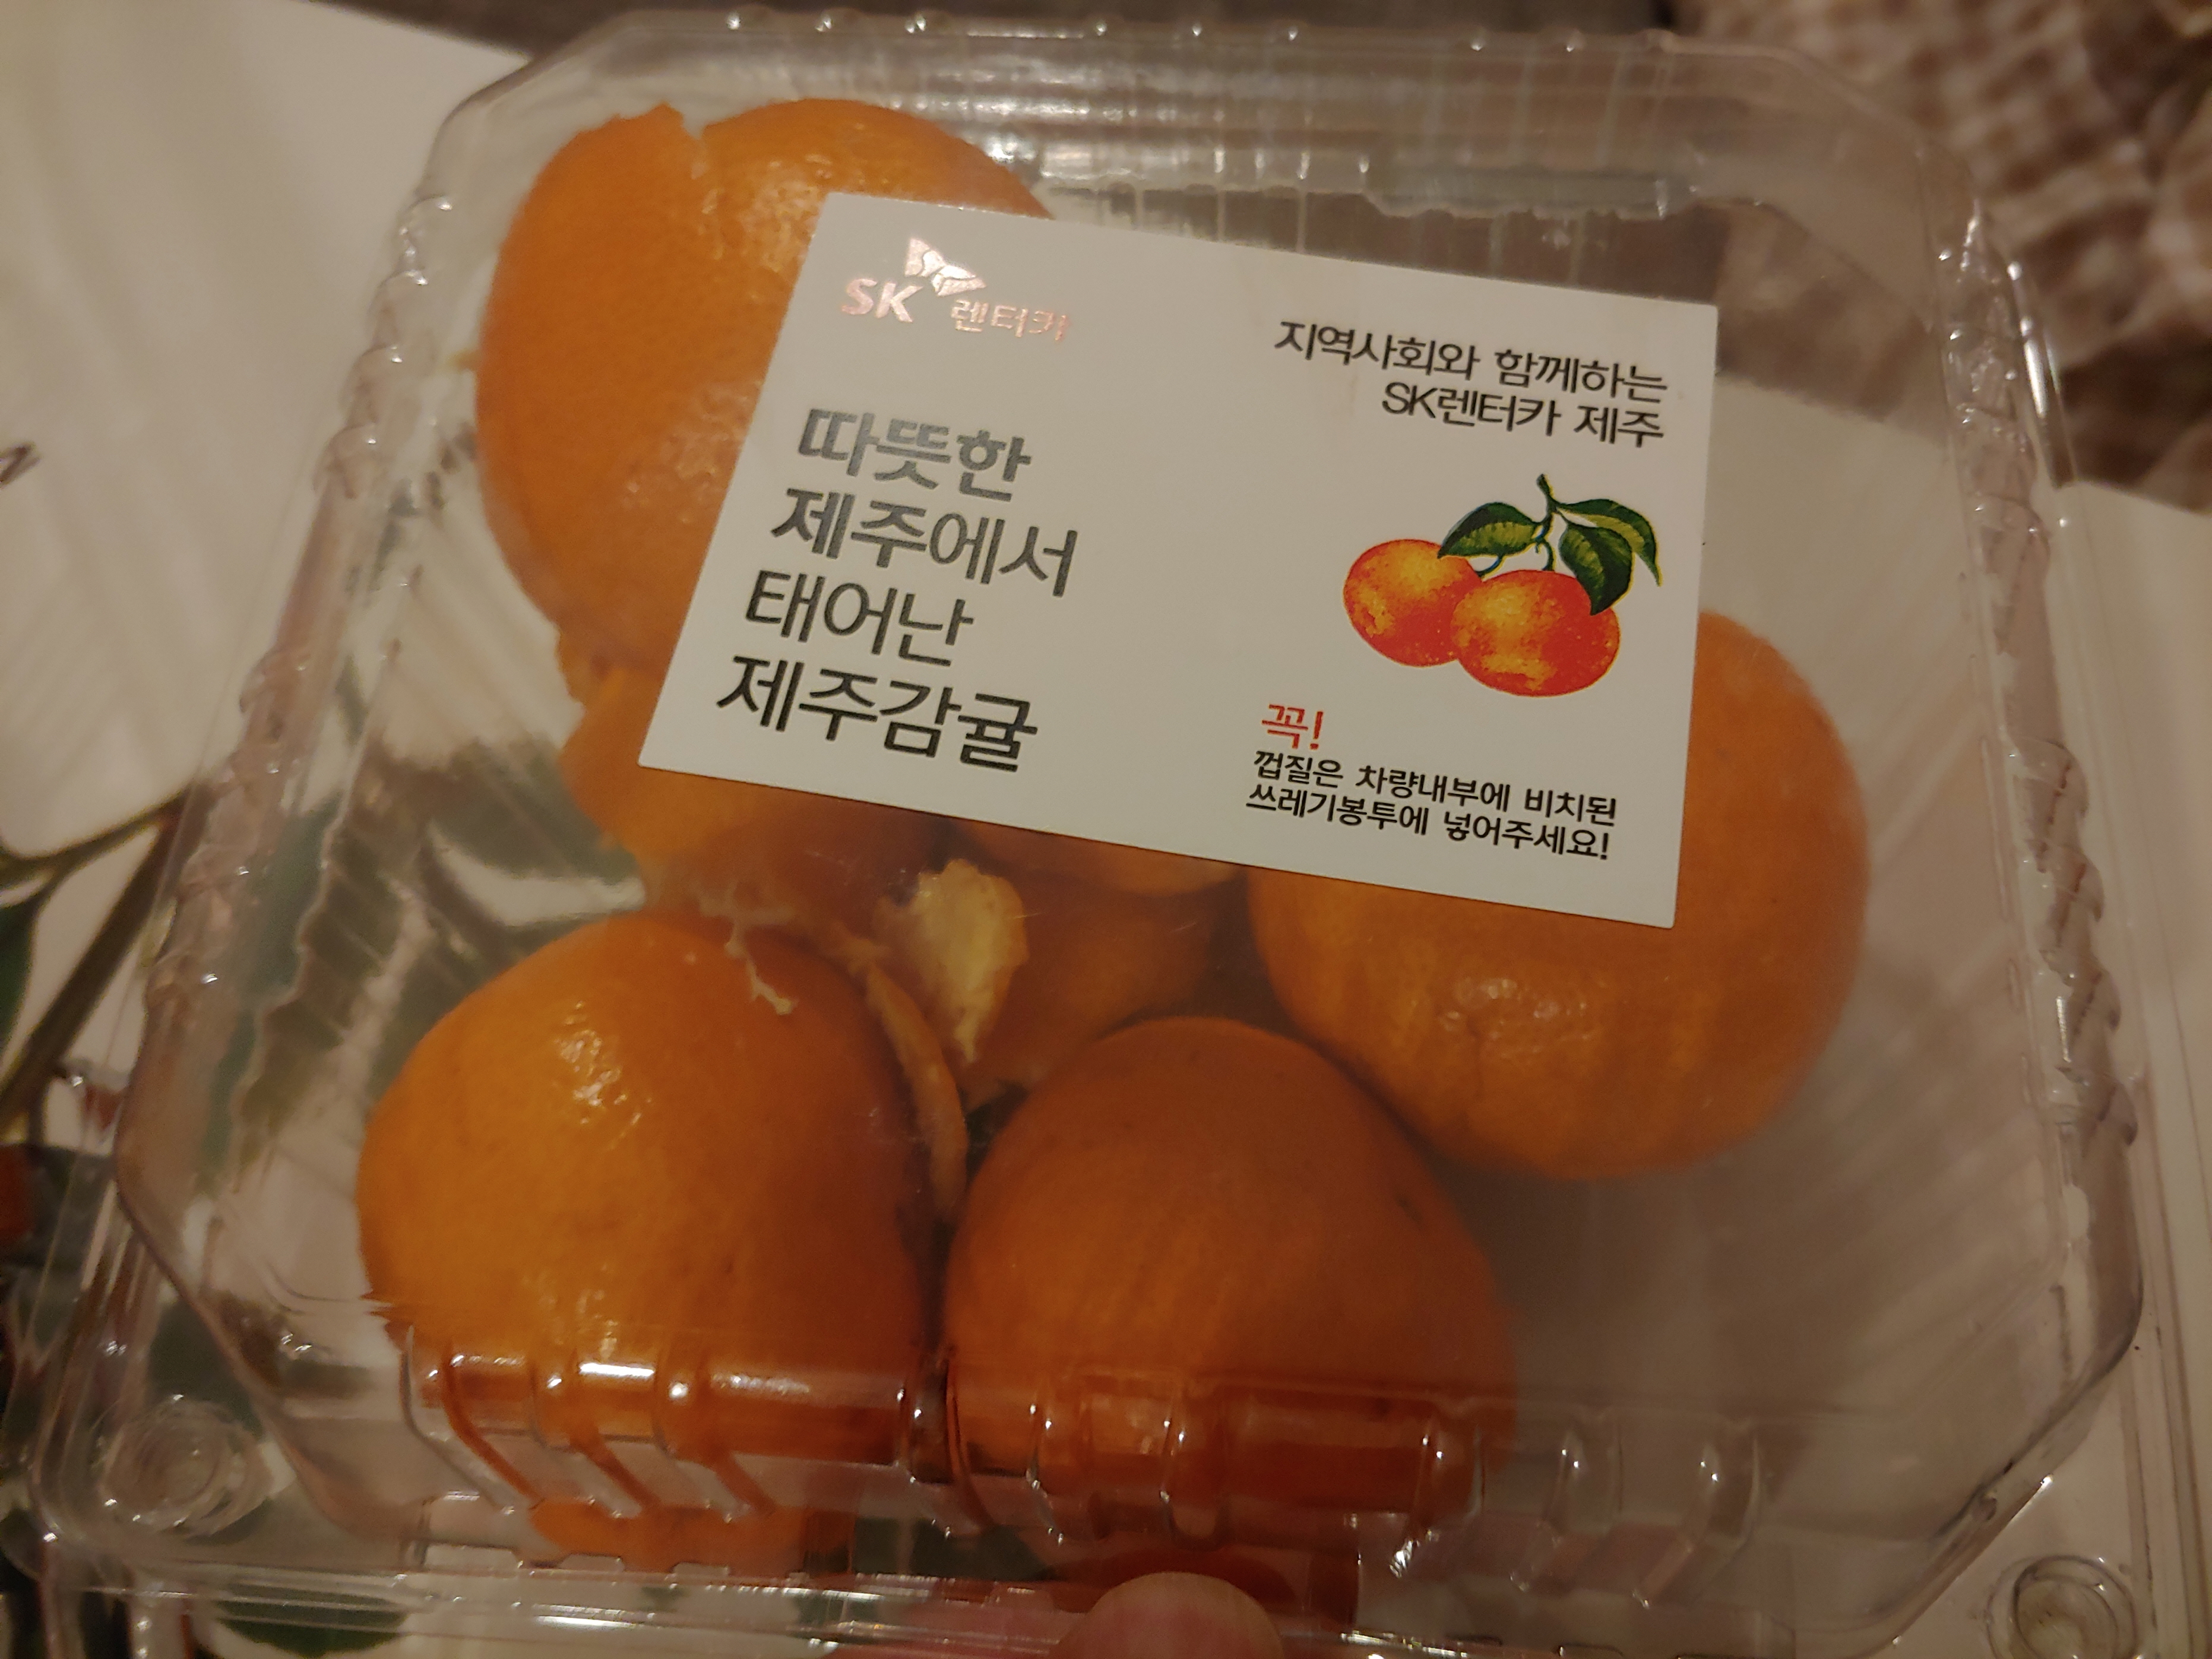 SK 렌터카
지역사회와 함께하는
SK렌터카 제주
따뜻한
제주에서
태어난
제주감귤
꼭!
껍질은 차량내부에 비치된
쓰레기봉투에 넣어주세요!